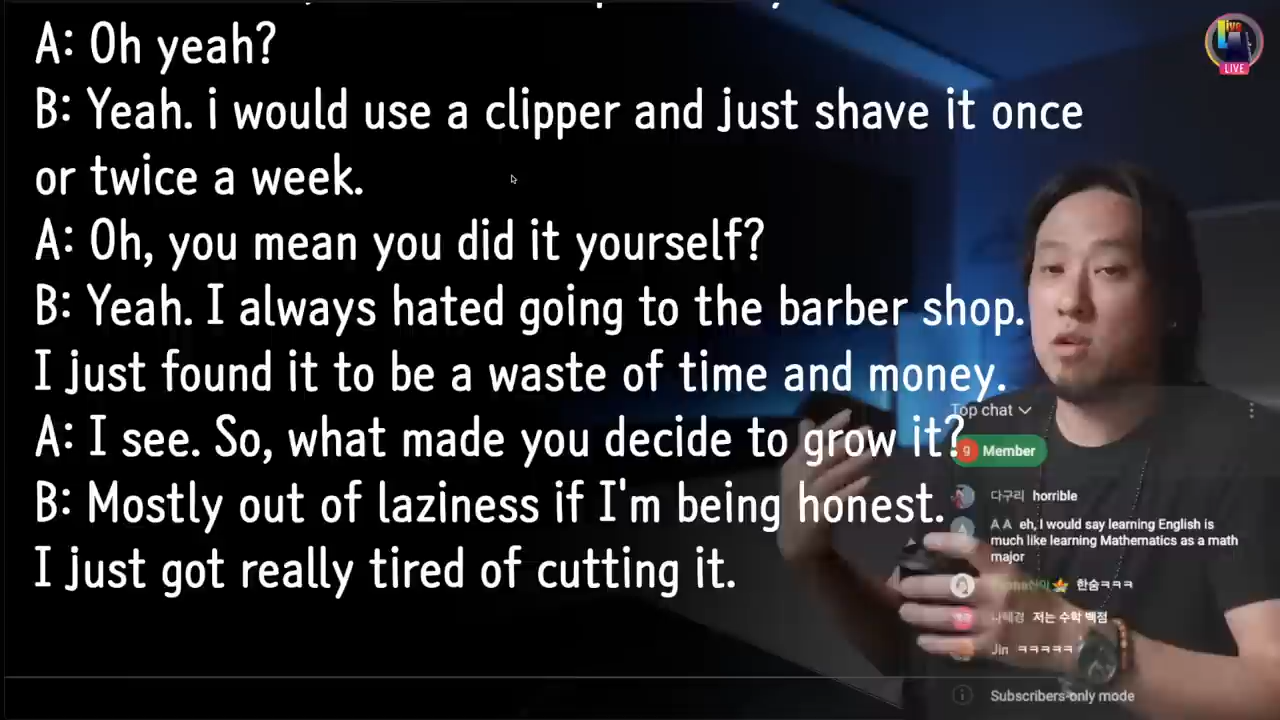 A: Oh yeah?
B: Yeah. i would use a clipper and just shave it once
or twice a week.
A: Oh, you mean you did it yourself?
B: Yeah. I always hated going to the barber shop.
I just found it to be a waste of time and money.
A: I see. So, what made you decide to grow it?
B: Mostly out of laziness if I'm being honest.
I just got really tired of cutting it.
Live
LIVE
Top chat
9 Member
다구리 horrible
A A eh, I would say learning English is
much like learning Mathematics as a math
major
한숨ㅋㅋㅋ
저는 수학 백점
Jin ㅋㅋㅋㅋㅋ
Subscribers-only mode